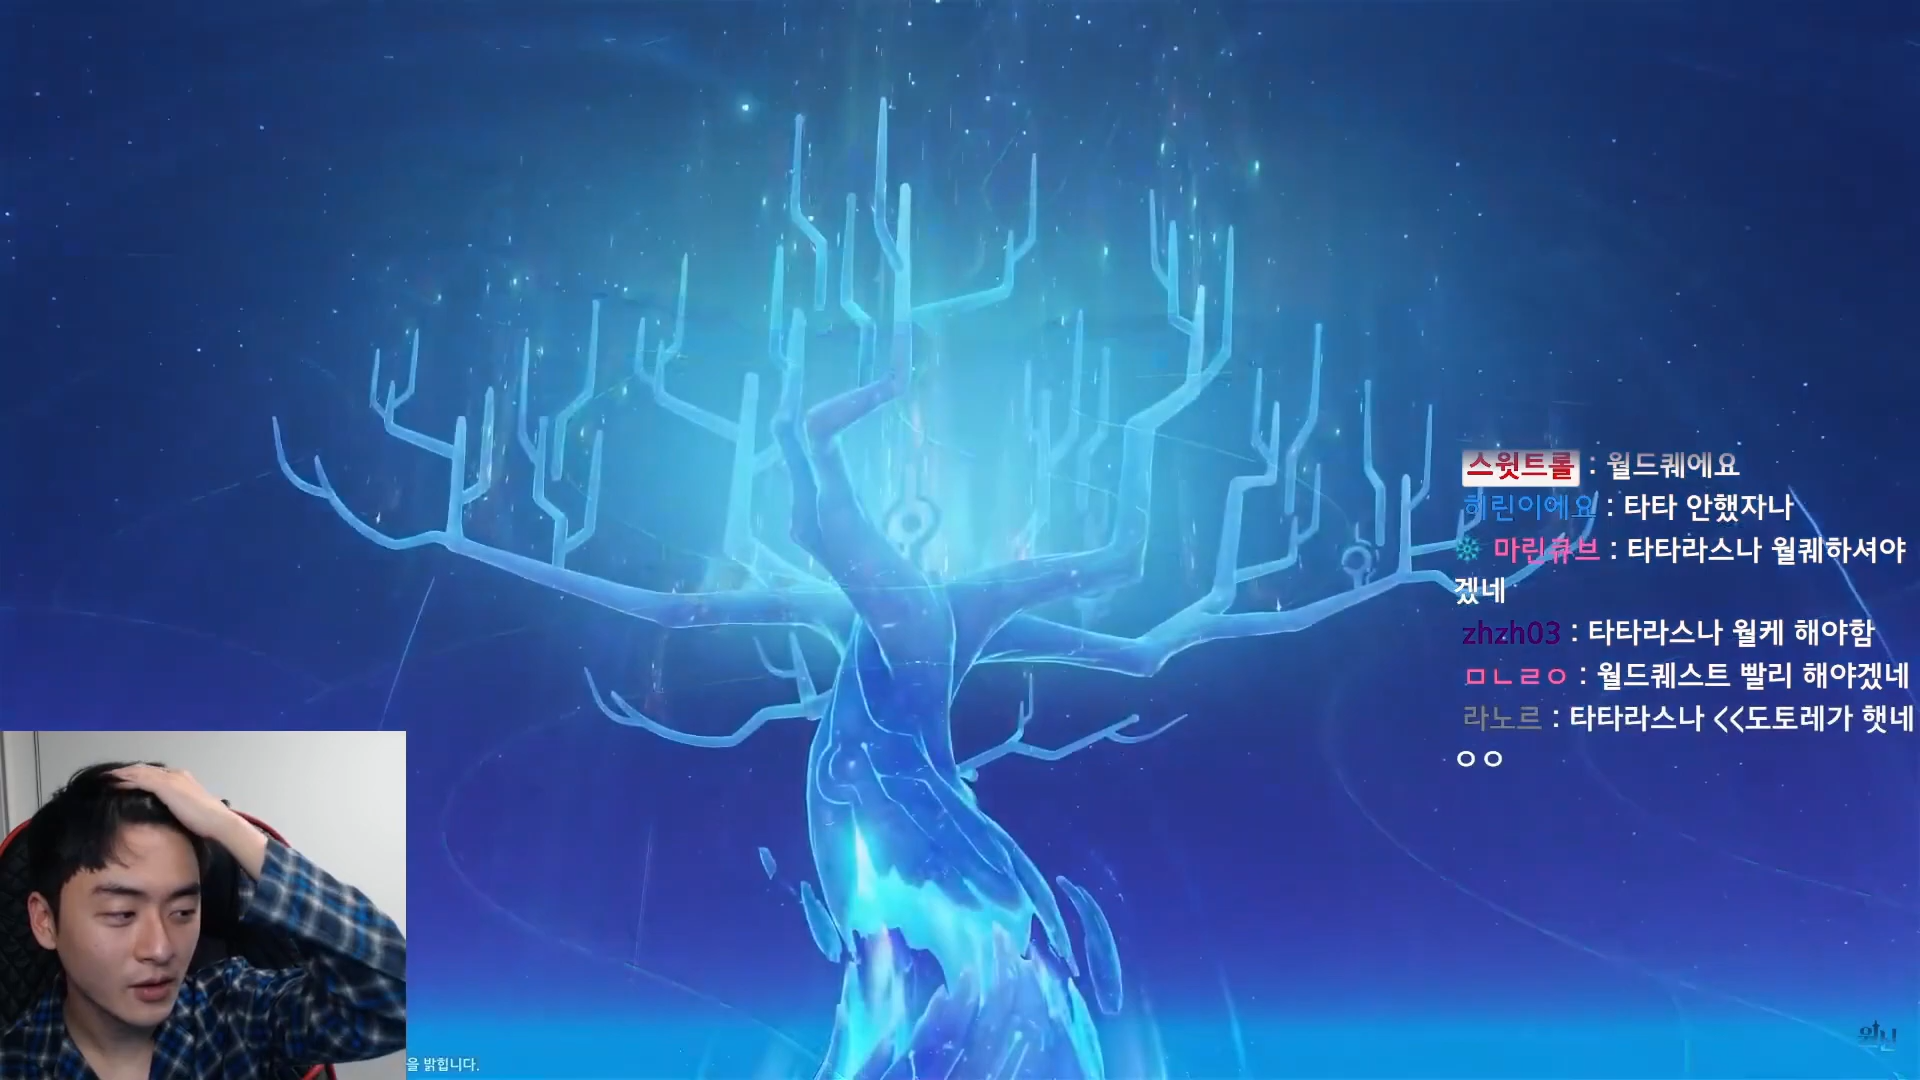 스윗트롤 : 월드퀘에요
히린이에요 : 타타 안했자나
마린큐브 : 타타라스나 월퀘하셔야
겠네
zhzh03 : 타타라스나 월케 해야함
ㅁㄴㄹㅇ : 월드퀘스트 빨리 해야겠네
라노르 : 타타라스나 <<도토레가 햇네
ㅇㅇ
을 밝힙니다.
원신